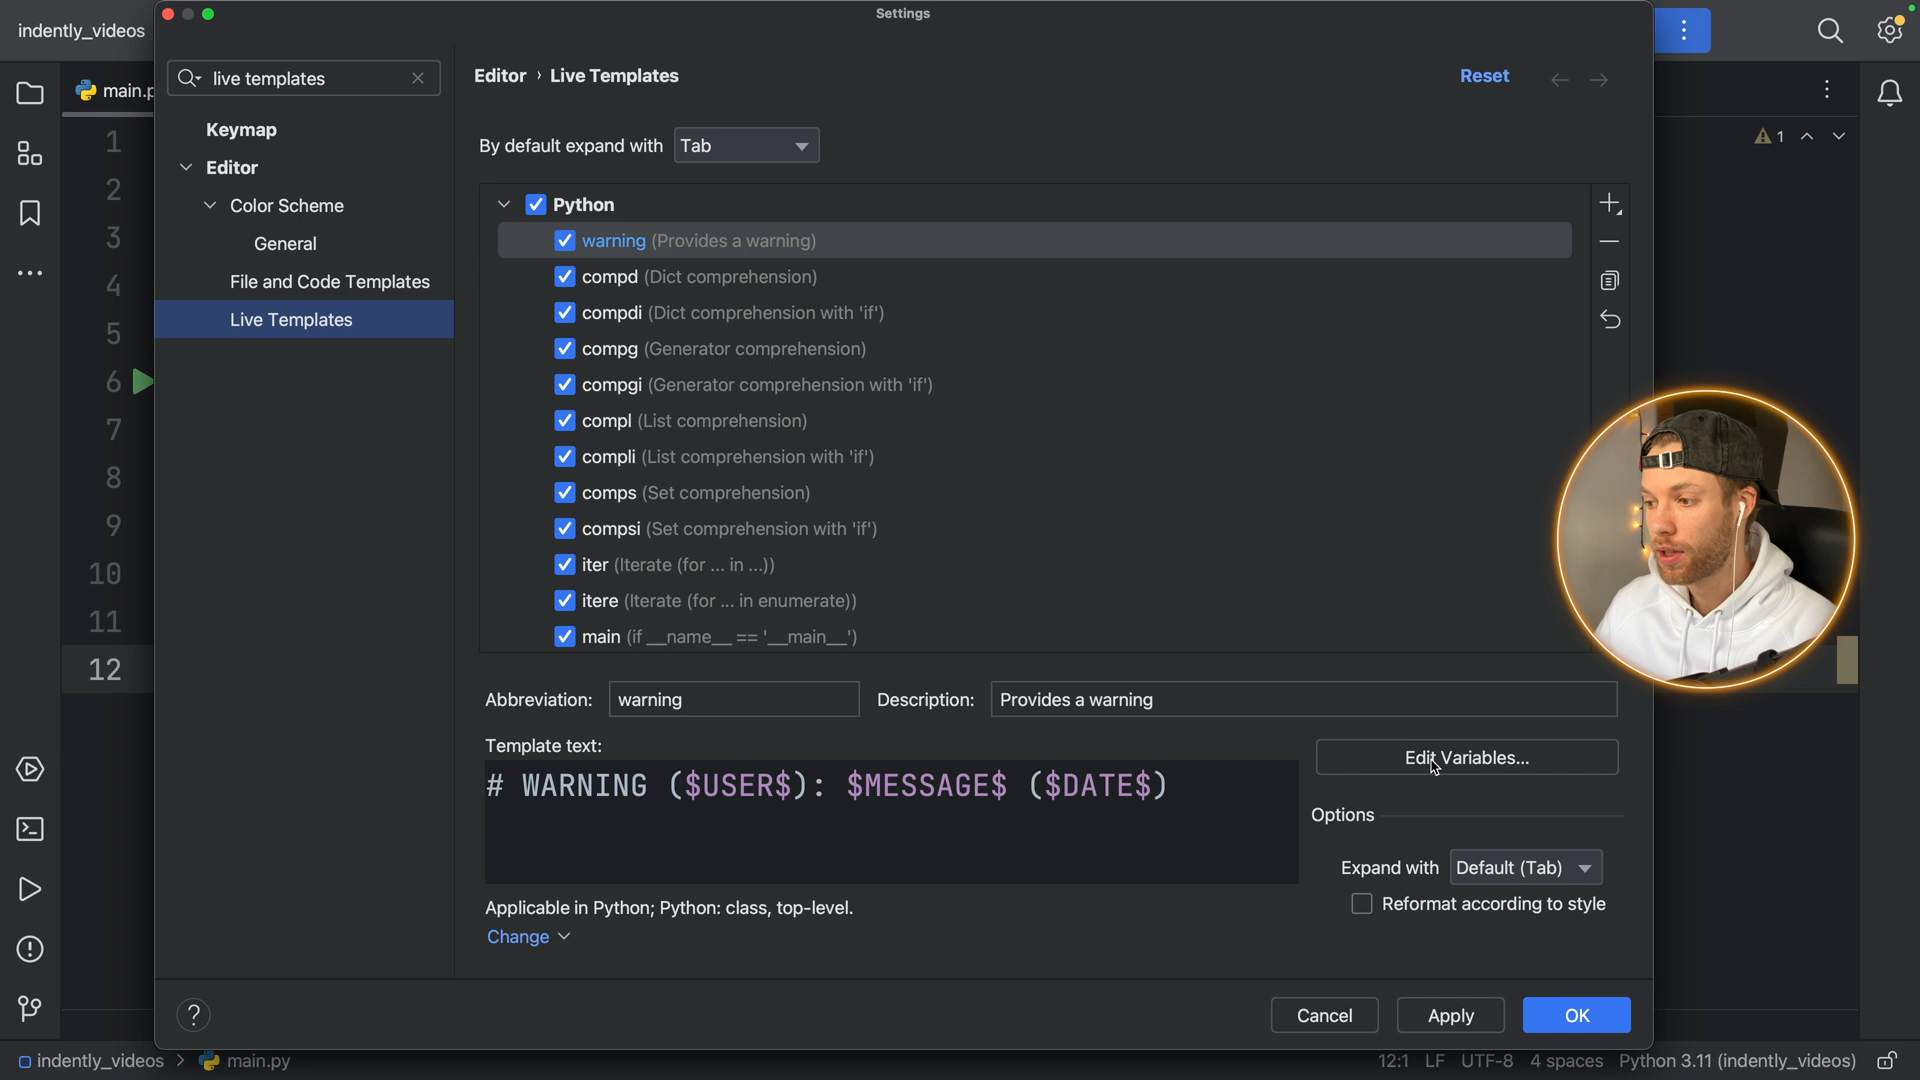 Settings
indently_videos
live templates
Editor › Live Templates
Reset
main.p
Keymap
By default expand with Tab
Editor
Color Scheme
General
File and Code Templates
Live Templates
Python
warning (Provides a warning)
compd (Dict comprehension)
compdi (Dict comprehension with 'if')
compg (Generator comprehension)
compgi (Generator comprehension with 'if')
compl (List comprehension)
compli (List comprehension with 'if')
comps (Set comprehension)
compsi (Set comprehension with 'if')
iter (Iterate (for ... in ...))
itere (Iterate (for ... in enumerate))
main (if __name__ == '__main__')
1
2
3
4
5
6
7
8
9
10
11
12
1
Abbreviation: warning Description: Provides a warning
Template text:
Edit Variables...
# WARNING ($USER$): $MESSAGE$ ($DATE$)
Options
Expand with Default (Tab)
Reformat according to style
Applicable in Python; Python: class, top-level.
Change
?
Cancel Apply OK
indently_videos > main.py
12:1 LF UTF-8 4 spaces Python 3.11 (indently_videos)